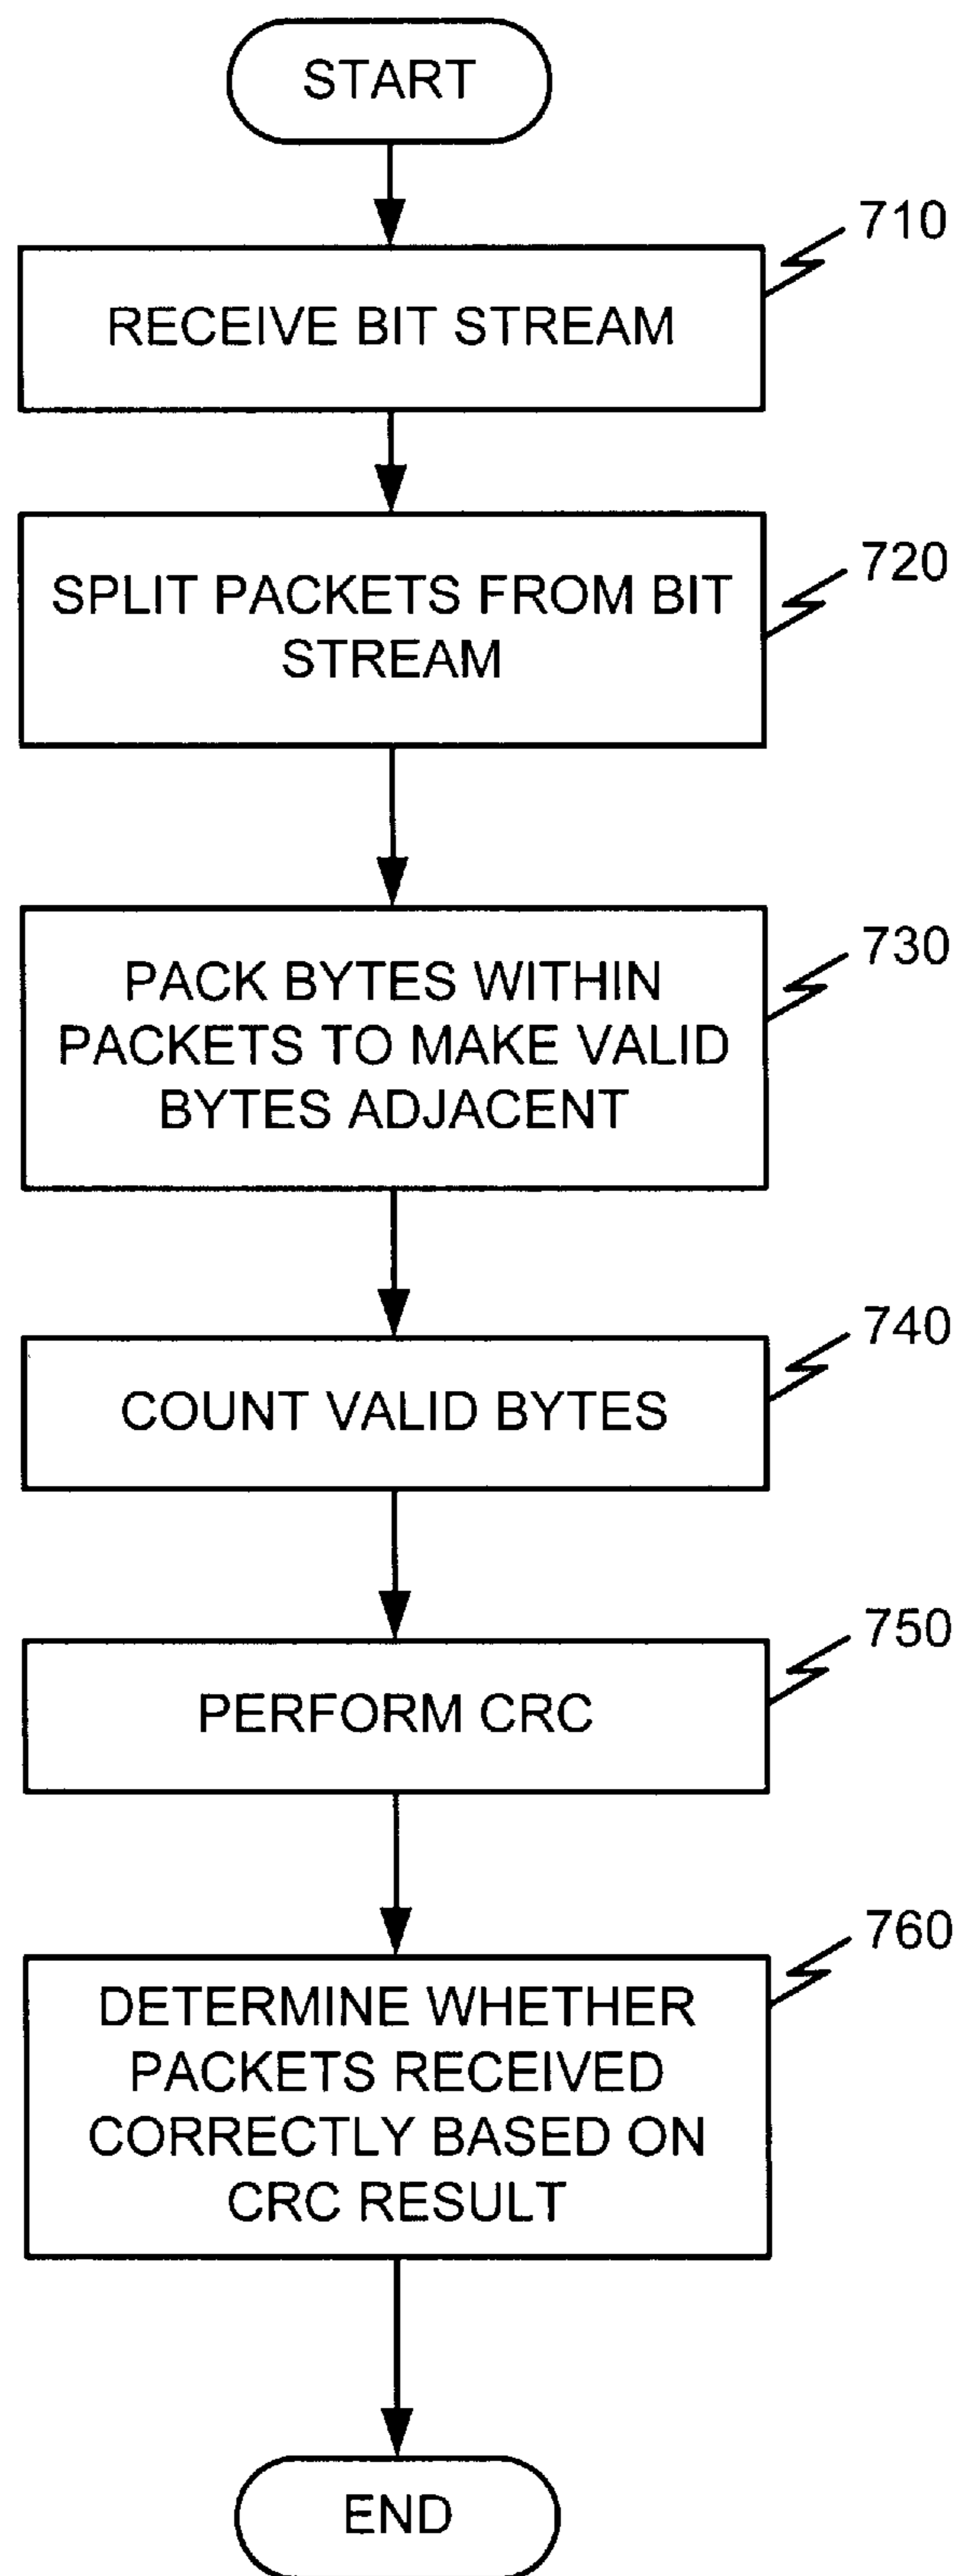 START
710
RECEIVE BIT STREAM
720
SPLIT PACKETS FROM BIT
STREAM
730
PACK BYTES WITHIN
PACKETS TO MAKE VALID
BYTES ADJACENT
740
COUNT VALID BYTES
750
PERFORM CRC
760
DETERMINE WHETHER
PACKETS RECEIVED
CORRECTLY BASED ON
CRC RESULT
END